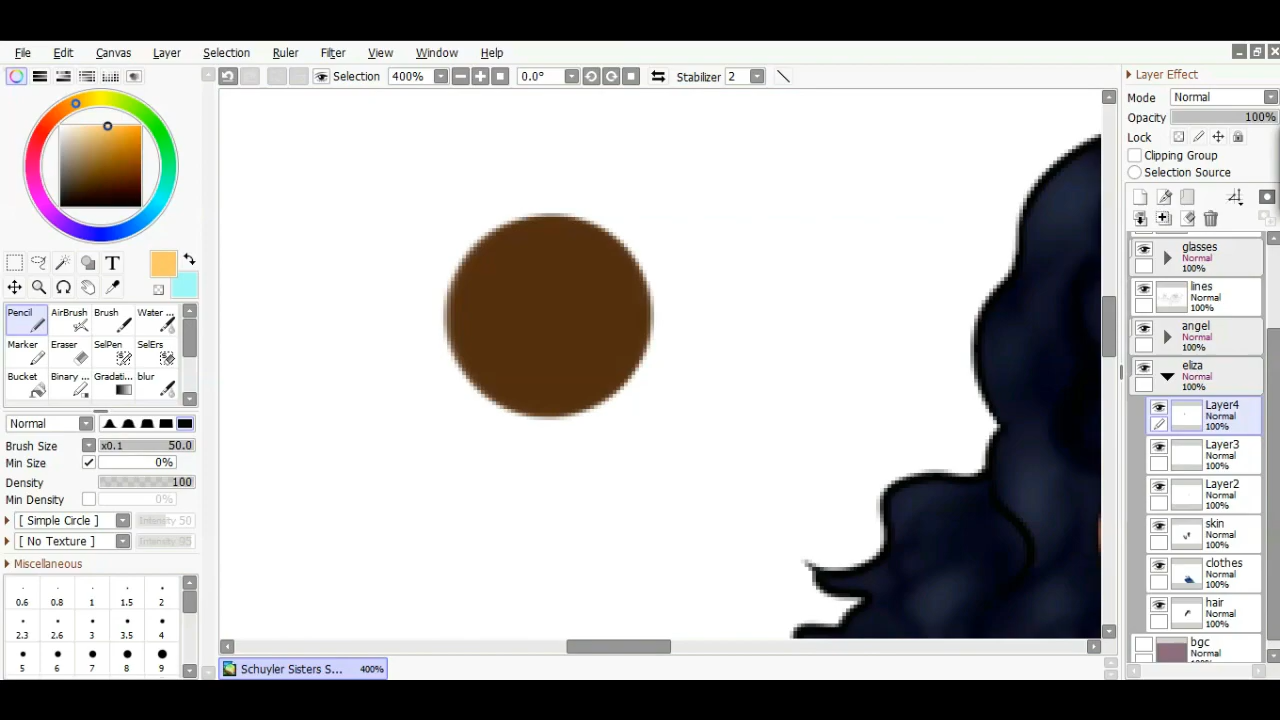 File Edit Canvas Layer Selection Ruler Filter View Window Help
Selection 400% 0.0° Stabilizer 2
T
Pencil AirBrush Brush Water ...
Marker Eraser SelPen SelErs
Bucket Binary ... Gradati... blur
Normal
Brush Size x0.1 50.0
Min Size 0%
Density 100
Min Density 0%
[ Simple Circle ] Intensity 50
[ No Texture ] Intensity 95
Miscellaneous
0.6 0.8 1 1.5 2
2.3 2.6 3 3.5 4
5 6 7 8 9
Schuyler Sisters S... 400%
Layer Effect
Mode Normal
Opacity 100%
Lock
Clipping Group
Selection Source
glasses
Normal
100%
lines
Normal
100%
angel
Normal
100%
eliza
Normal
100%
Layer4
Normal
100%
Layer3
Normal
100%
Layer2
Normal
100%
skin
Normal
100%
clothes
Normal
100%
hair
Normal
100%
bgc
Normal